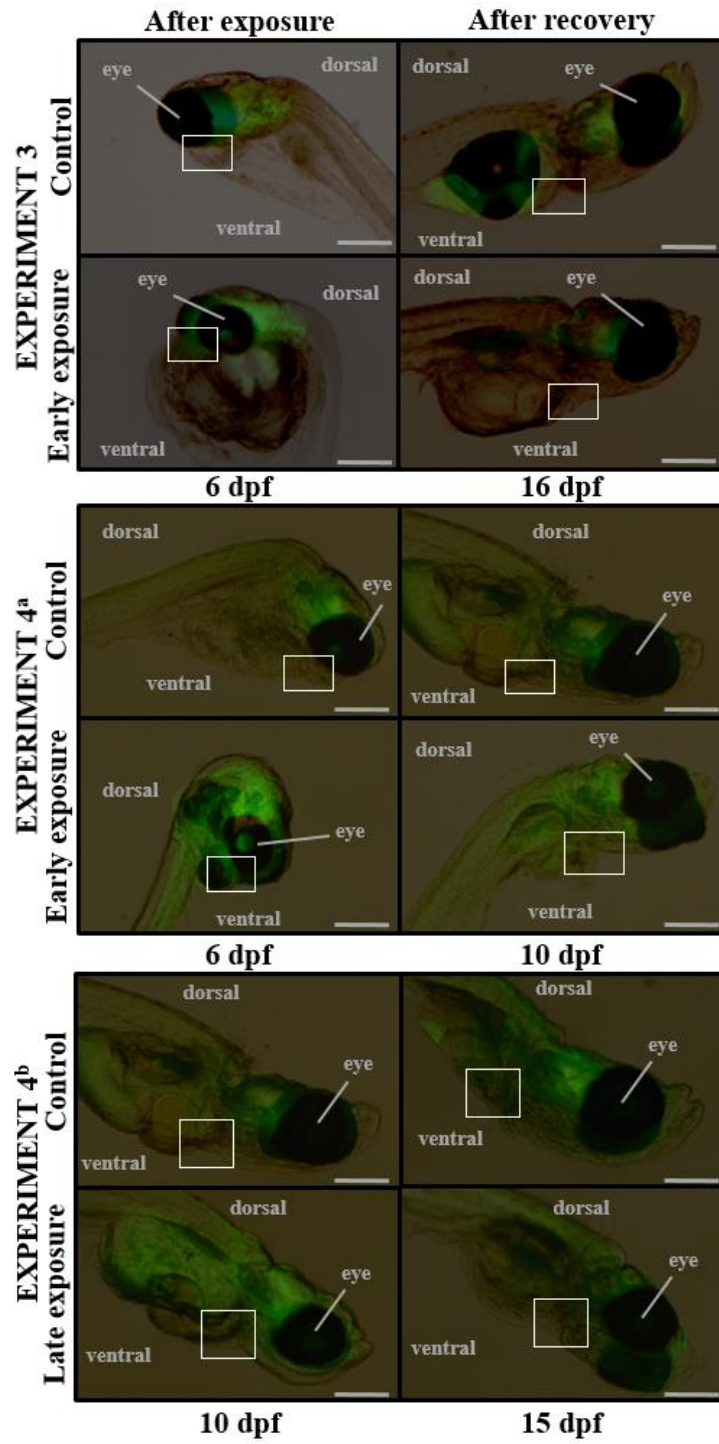 After exposure After recovery
EXPERIMENT 3
Control
eye
dorsal
ventral
dorsal
eye
ventral
Early exposure
eye
dorsal
ventral
dorsal
eye
ventral
6 dpf 16 dpf
EXPERIMENT 4ᵃ
Control
dorsal
eye
ventral
dorsal
eye
ventral
Early exposure
dorsal
eye
ventral
dorsal
eye
ventral
6 dpf 10 dpf
EXPERIMENT 4ᵇ
Control
dorsal
eye
ventral
dorsal
eye
ventral
Late exposure
dorsal
eye
ventral
dorsal
eye
ventral
10 dpf 15 dpf